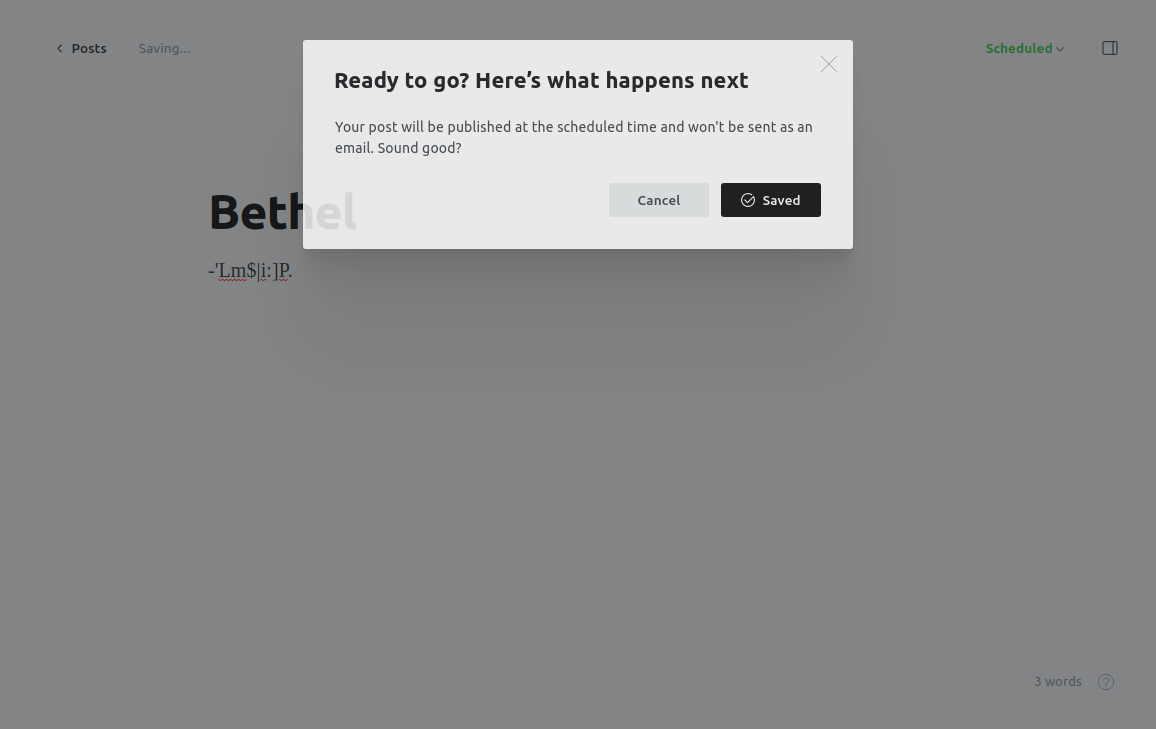 Posts
Saving...
Scheduled
Ready to go? Here’s what happens next
Your post will be published at the scheduled time and won't be sent as an
email. Sound good?
Cancel
Saved
Bethel
-'Lm$|i:]P.
3 words